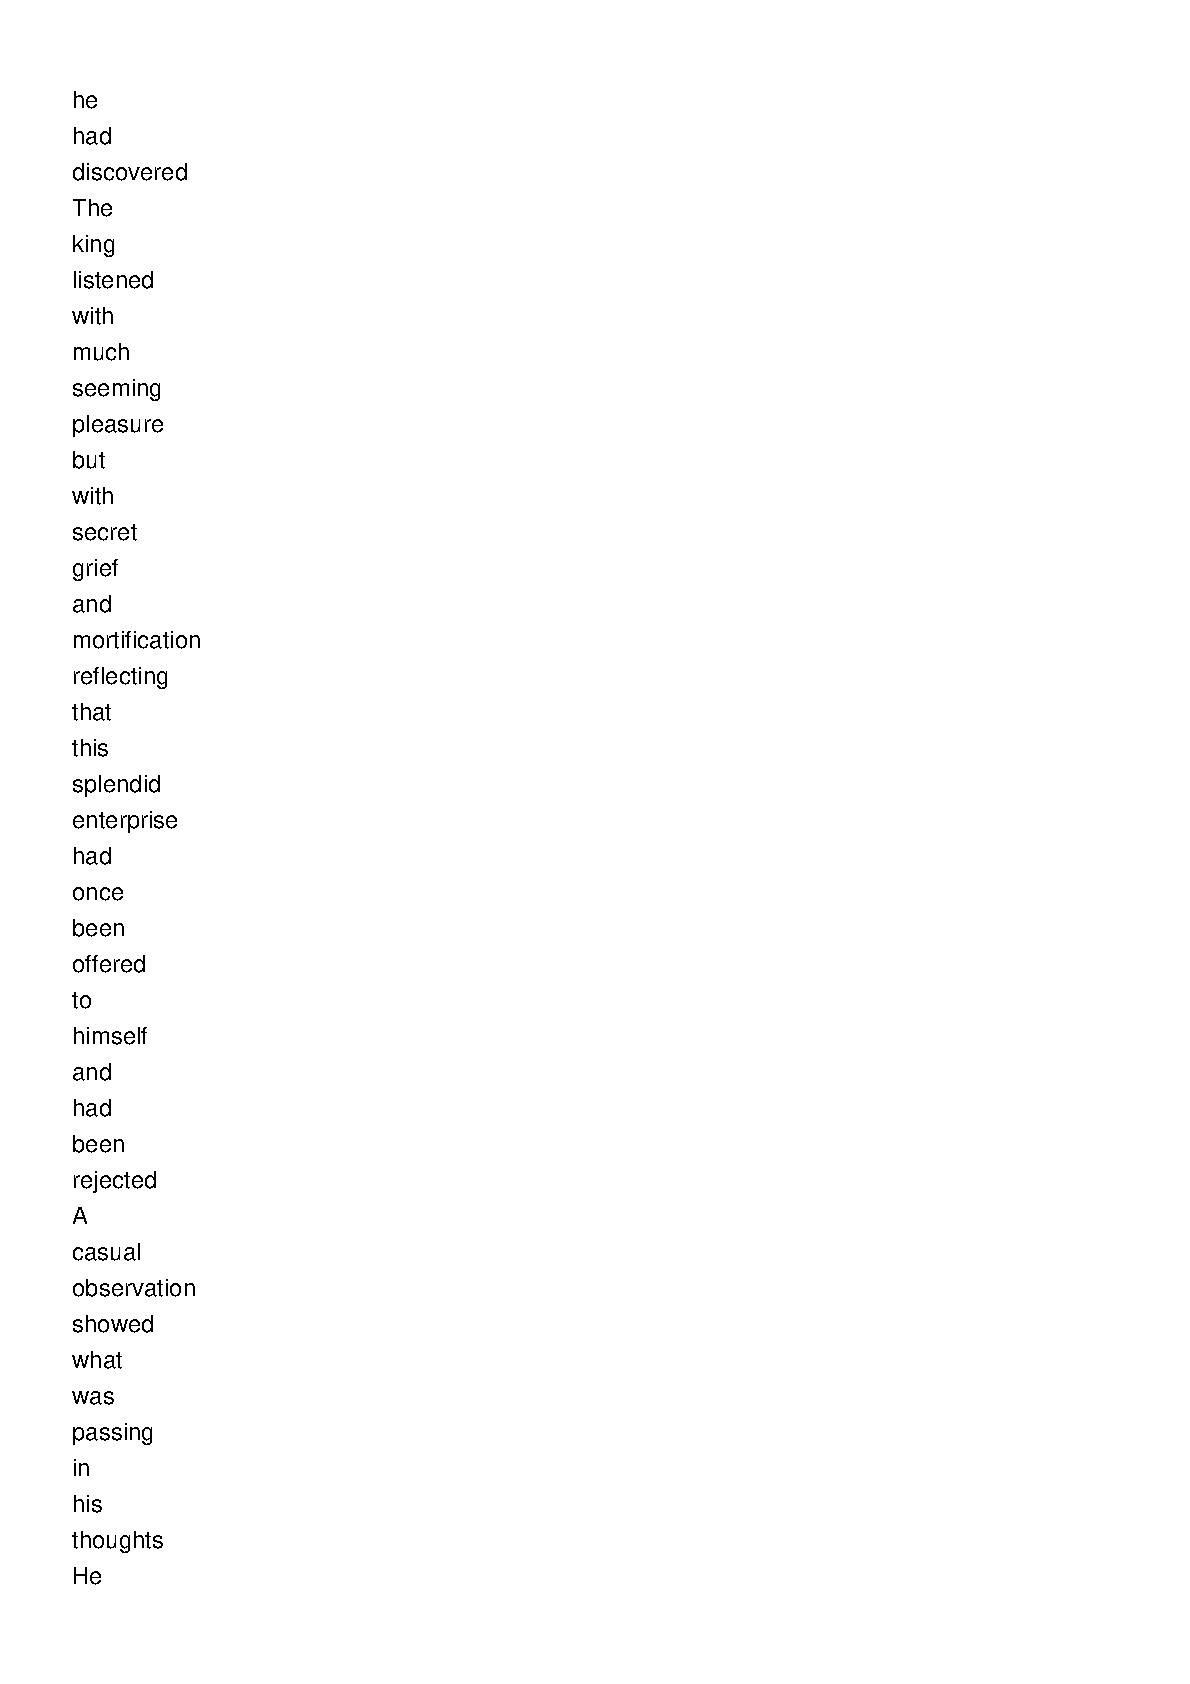 he
had
discovered
The
king
listened
with
much
seeming
pleasure
but
with
secret
grief
and
mortification
reflecting
that
this
splendid
enterprise
had
once
been
offered
to
himself
and
had
been
rejected
A
casual
observation
showed
what
was
passing
in
his
thoughts
He